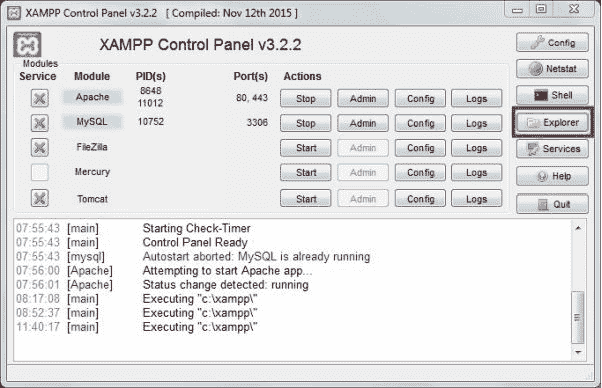 XAMPP Control Panel v3.2.2 [ Compiled: Nov 12th 2015 ]
XAMPP Control Panel v3.2.2
Config
Modules
Service Module PID(s) Port(s) Actions
Netstat
Apache 8648 11012 80, 443 Stop Admin Config Logs
Shell
MySQL 10752 3306 Stop Admin Config Logs
Explorer
FileZilla Start Admin Config Logs
Services
Mercury Start Admin Config Logs
Help
Tomcat Start Admin Config Logs
Quit
07:55:43 [main] Starting Check-Timer
07:55:43 [main] Control Panel Ready
07:55:43 [mysql] Autostart aborted: MySQL is already running
07:56:00 [Apache] Attempting to start Apache app...
07:56:01 [Apache] Status change detected: running
08:17:08 [main] Executing "c:\xampp\"
08:52:37 [main] Executing "c:\xampp\"
11:40:17 [main] Executing "c:\xampp\"